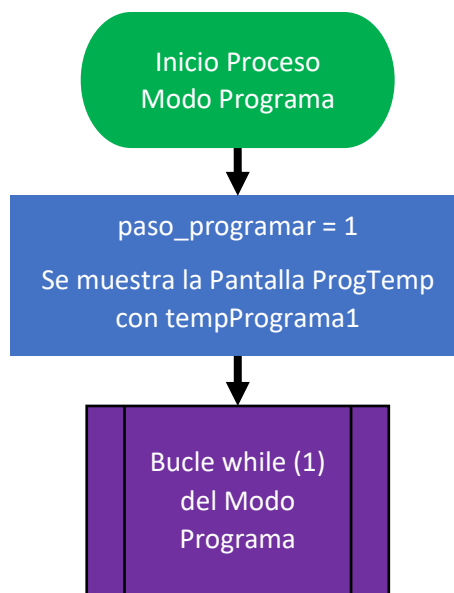 Inicio Proceso
Modo Programa
paso_programar = 1
Se muestra la Pantalla ProgTemp
con tempPrograma1
Bucle while (1)
del Modo
Programa